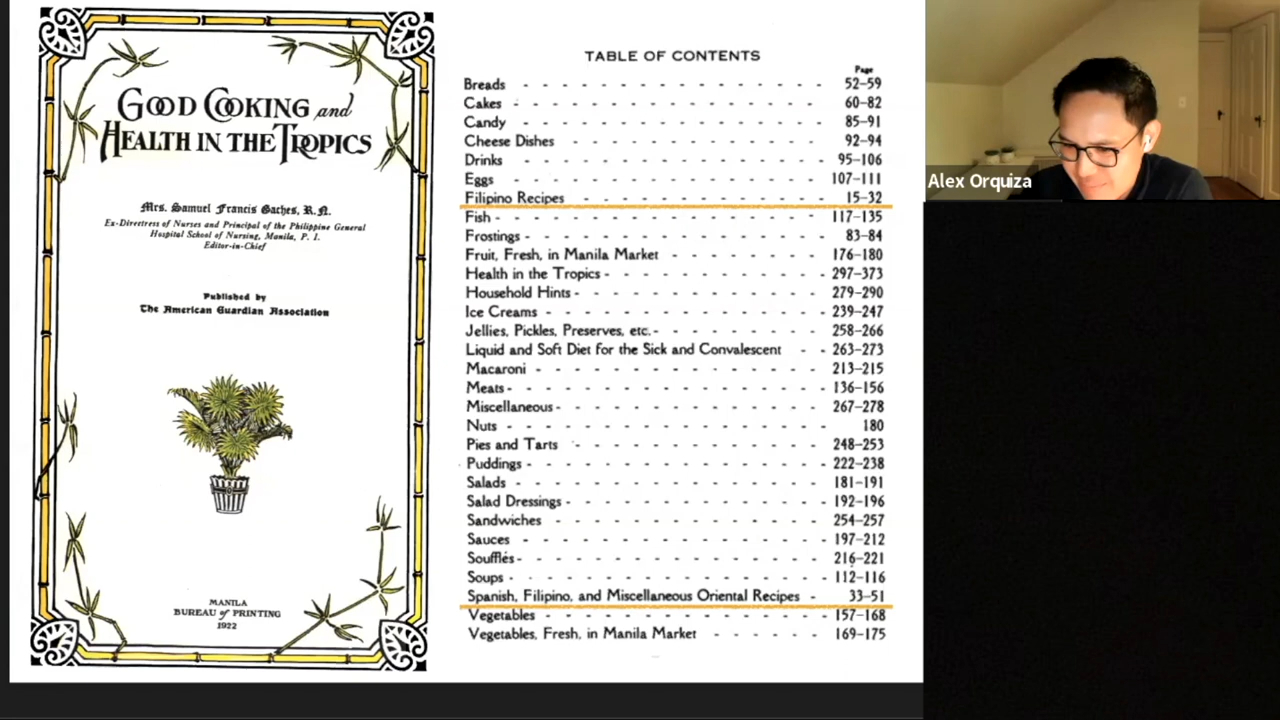 GOOD COOKING and
HEALTH IN THE TROPICS
Mrs. Samuel Francis Gaches, R.N.
Ex-Directress of Nurses and Principal of the Philippine General
Hospital School of Nursing, Manila, P. I.
Editor-in-Chief
Published by
The American Guardian Association
MANILA
BUREAU of PRINTING
1922
TABLE OF CONTENTS
Page
Breads - - - - - - - - - - - - - - - - 52–59
Cakes - - - - - - - - - - - - - - - - 60–82
Candy - - - - - - - - - - - - - - - - 85–91
Cheese Dishes - - - - - - - - - - - - - 92–94
Drinks - - - - - - - - - - - - - - - - 95–106
Eggs - - - - - - - - - - - - - - - - 107–111
Filipino Recipes - - - - - - - - - - - - - 15–32
Fish - - - - - - - - - - - - - - - - - 117–135
Frostings - - - - - - - - - - - - - - - 83–84
Fruit, Fresh, in Manila Market - - - - - - - - 176–180
Health in the Tropics - - - - - - - - - - - 297–373
Household Hints - - - - - - - - - - - - - 279–290
Ice Creams - - - - - - - - - - - - - - 239–247
Jellies, Pickles, Preserves, etc. - - - - - - - - - 258–266
Liquid and Soft Diet for the Sick and Convalescent - - 263–273
Macaroni - - - - - - - - - - - - - - - 213–215
Meats - - - - - - - - - - - - - - - - 136–156
Miscellaneous - - - - - - - - - - - - - - 267–278
Nuts - - - - - - - - - - - - - - - - 180
Pies and Tarts - - - - - - - - - - - - - 248–253
Puddings - - - - - - - - - - - - - - - 222–238
Salads - - - - - - - - - - - - - - - - 181–191
Salad Dressings - - - - - - - - - - - - - 192–196
Sandwiches - - - - - - - - - - - - - - 254–257
Sauces - - - - - - - - - - - - - - - - 197–212
Soufflés - - - - - - - - - - - - - - - - 216–221
Soups - - - - - - - - - - - - - - - - 112–116
Spanish, Filipino, and Miscellaneous Oriental Recipes - 33–51
Vegetables - - - - - - - - - - - - - - 157–168
Vegetables, Fresh, in Manila Market - - - - - - 169–175
Alex Orquiza